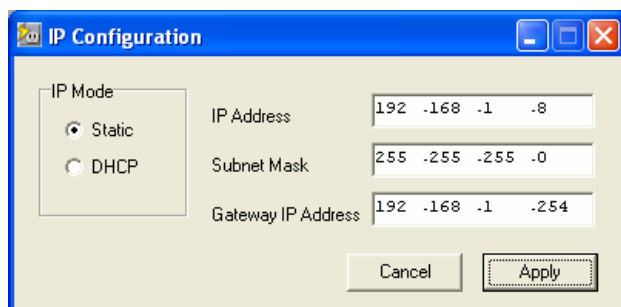 IP Configuration
IP Mode
Static
DHCP
IP Address 192 .168 .1 .8
Subnet Mask 255 .255 .255 .0
Gateway IP Address 192 .168 .1 .254
Cancel Apply